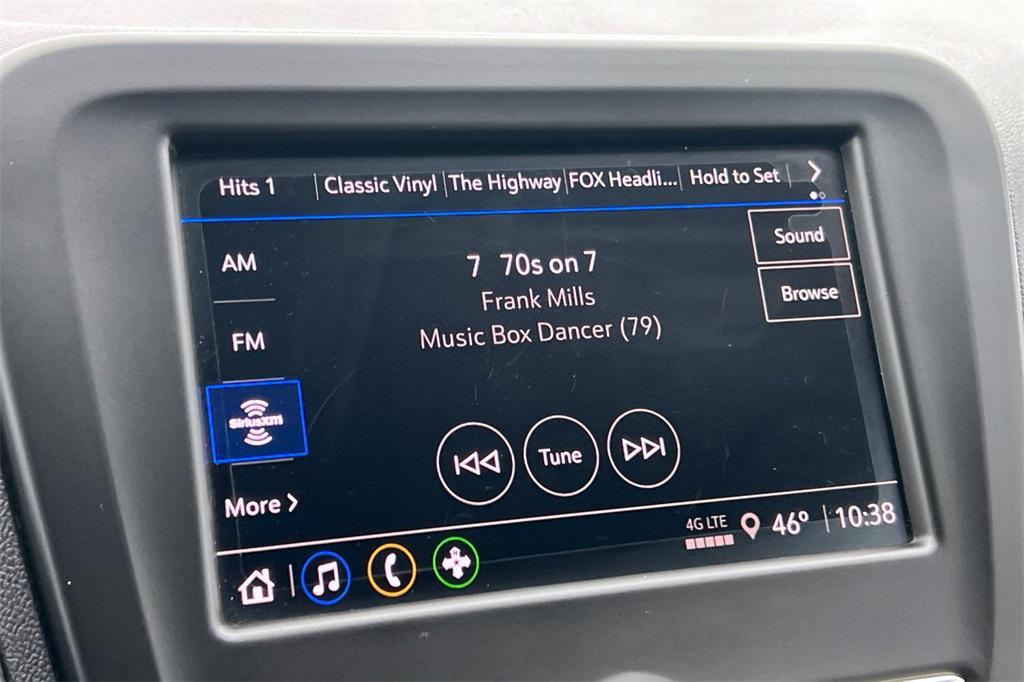 Hits 1 Classic Vinyl The Highway FOX Headli... Hold to Set
Sound
AM
7 70s on 7
Browse
Frank Mills
FM
Music Box Dancer (79)
SiriusXM
Tune
More
4G LTE 46° 10:38